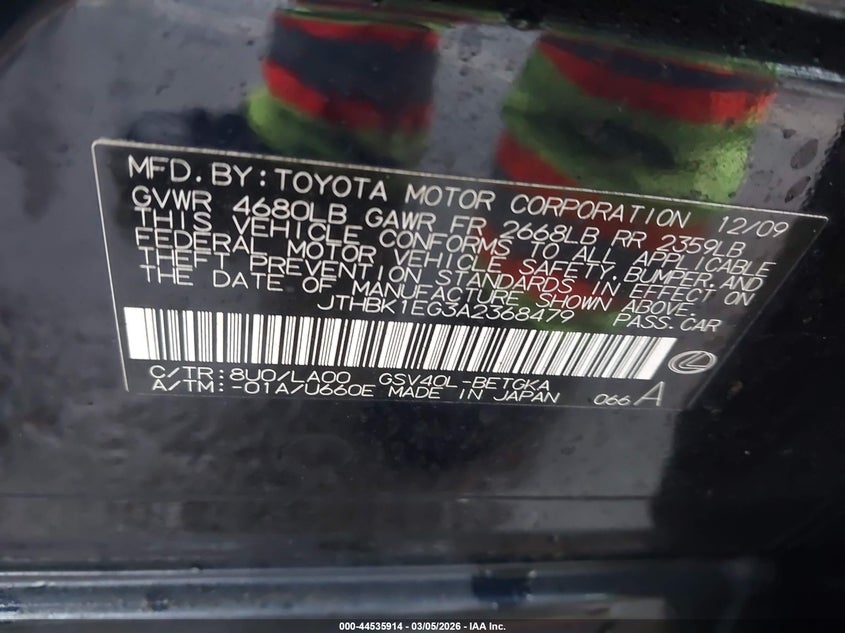 MFD. BY: TOYOTA MOTOR CORPORATION 12/09
GVWR 4680LB GAWR FR 2668LB RR 2359LB
THIS VEHICLE CONFORMS TO ALL APPLICABLE
FEDERAL MOTOR VEHICLE SAFETY, BUMPER, AND
THEFT PREVENTION STANDARDS IN EFFECT ON
THE DATE OF MANUFACTURE SHOWN ABOVE.
JTHBK1EG3A2368479 PASS. CAR
C/TR: 8U0/LA00 GSV40L-BETGKA
A/TM: -01A/U660E MADE IN JAPAN 066 A
000-44535914 - 03/05/2026 - IAA Inc.